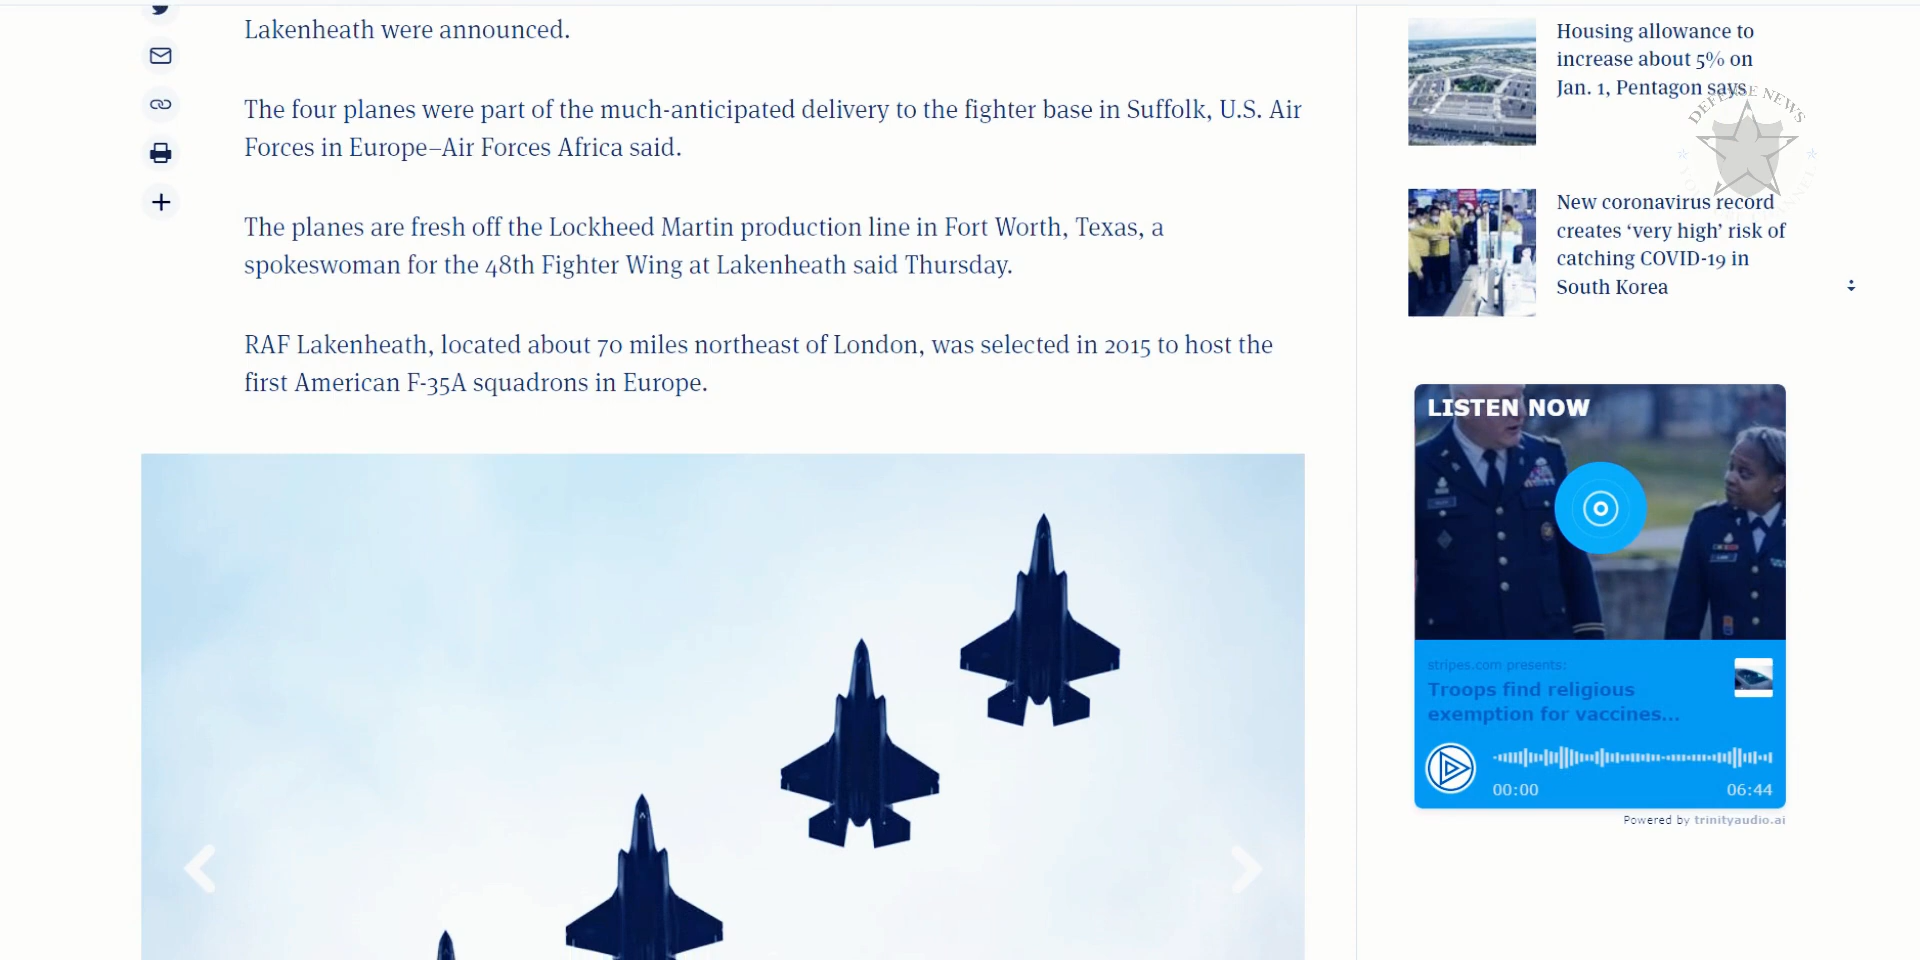 Lakenheath were announced.
The four planes were part of the much-anticipated delivery to the fighter base in Suffolk, U.S. Air
Forces in Europe–Air Forces Africa said.
The planes are fresh off the Lockheed Martin production line in Fort Worth, Texas, a
spokeswoman for the 48th Fighter Wing at Lakenheath said Thursday.
RAF Lakenheath, located about 70 miles northeast of London, was selected in 2015 to host the
first American F-35A squadrons in Europe.
Housing allowance to
increase about 5% on
Jan. 1, Pentagon says
DEFENSE NEWS
New coronavirus record
creates ‘very high’ risk of
catching COVID-19 in
South Korea
LISTEN NOW
stripes.com presents:
Troops find religious
exemption for vaccines...
00:00
06:44
Powered by trinityaudio.ai